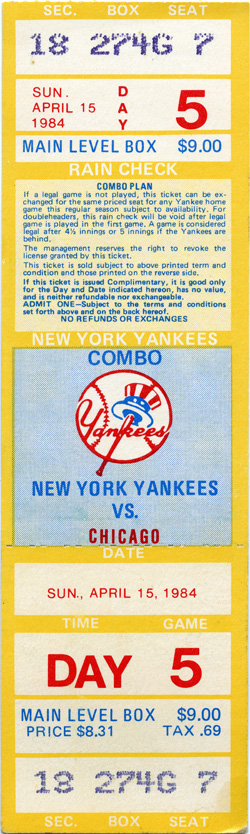 SEC. BOX SEAT
18 274G 7
SUN. DAY 5
APRIL 15
1984
MAIN LEVEL BOX $9.00
RAIN CHECK
COMBO PLAN
If a legal game is not played, this ticket can be ex-
changed for the same priced seat for any Yankee home
game this regular season subject to availability. For
doubleheaders, this rain check will be void after legal
game is played in the first game. A game is considered
legal after 4½ innings or 5 innings if the Yankees are
behind.
The management reserves the right to revoke the
license granted by this ticket.
This ticket is sold subject to above printed term and
condition and those printed on the reverse side.
If this ticket is issued Complimentary, it is good only
for the Day and Date indicated hereon, has no value,
and is neither refundable nor exchangeable.
ADMIT ONE—Subject to the terms and conditions
set forth above and on the back hereof.
NO REFUNDS OR EXCHANGES
NEW YORK YANKEES
COMBO
Yankees
NEW YORK YANKEES
VS.
CHICAGO
DATE
SUN., APRIL 15, 1984
TIME GAME
DAY 5
MAIN LEVEL BOX $9.00
PRICE $8.31 TAX .69
18 274G 7
SEC. BOX SEAT